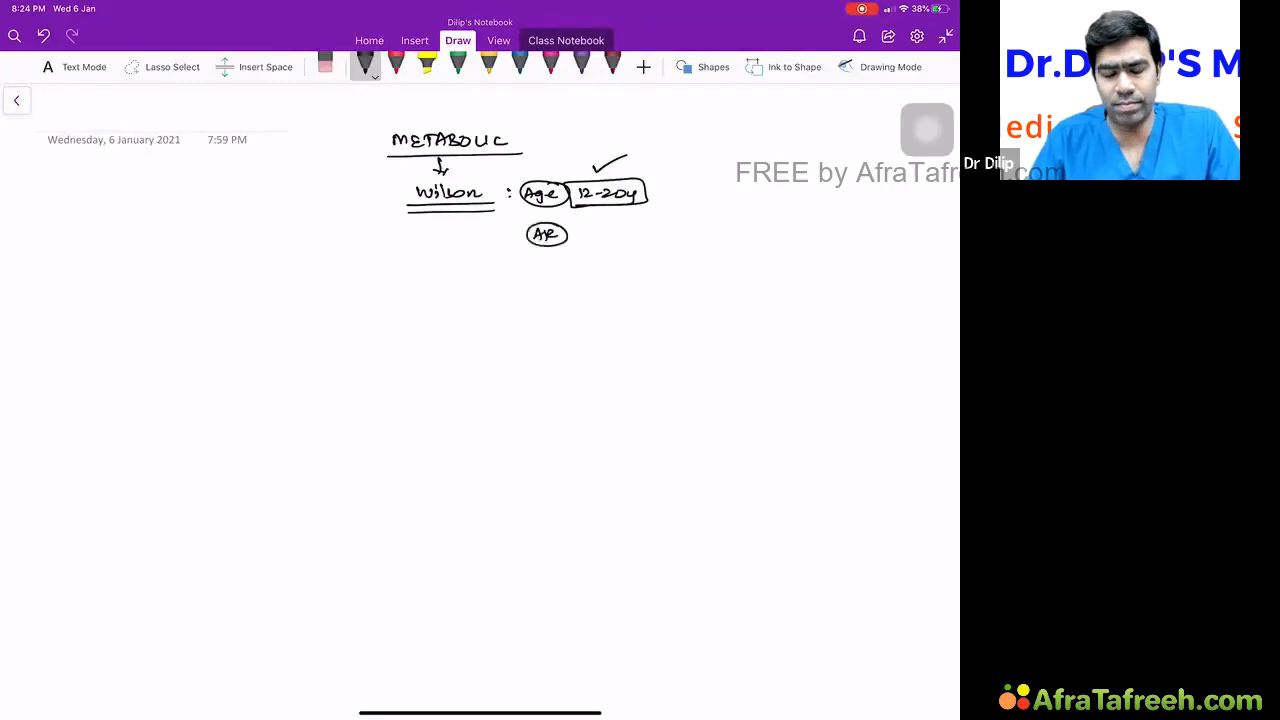 8:24 PM Wed 6 Jan
38%
Dilip's Notebook
Home Insert Draw View Class Notebook
A Text Mode Lasso Select Insert Space Shapes Ink to Shape Drawing Mode
Wednesday, 6 January 2021 7:59 PM
METABOLIC
Wilson : Age 12-20y
AR
FREE by AfraTafreeh.com
Dr.D P'S M
edi S
Dr Dilip
AfraTafreeh.com